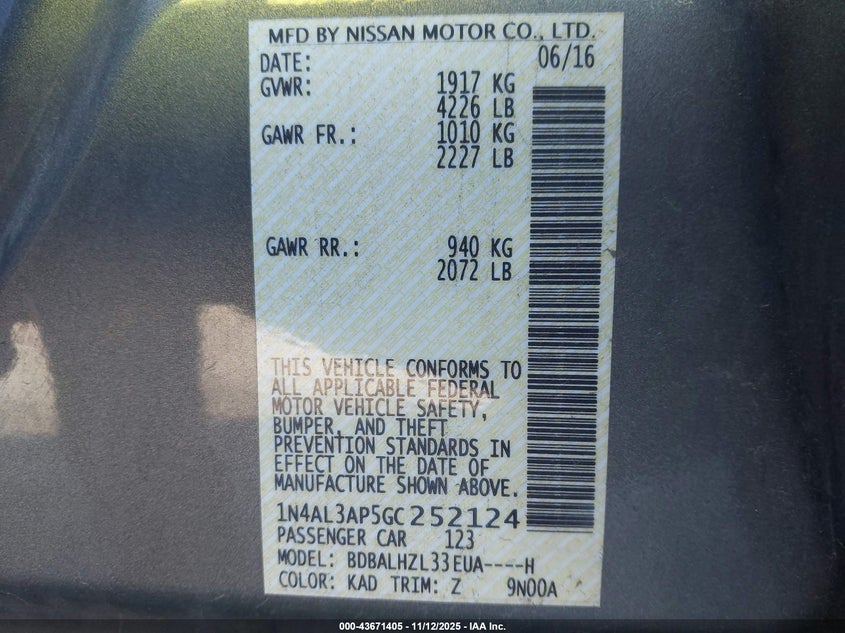 MFD BY NISSAN MOTOR CO., LTD.
DATE: 06/16
GVWR: 1917 KG
4226 LB
GAWR FR.: 1010 KG
2227 LB
GAWR RR.: 940 KG
2072 LB
THIS VEHICLE CONFORMS TO
ALL APPLICABLE FEDERAL
MOTOR VEHICLE SAFETY,
BUMPER, AND THEFT
PREVENTION STANDARDS IN
EFFECT ON THE DATE OF
MANUFACTURE SHOWN ABOVE.
1N4AL3AP5GC252124
PASSENGER CAR 123
MODEL: BDBALHZL33EUA----H
COLOR: KAD TRIM: Z 9N00A
000-43671405 - 11/12/2025 - IAA Inc.